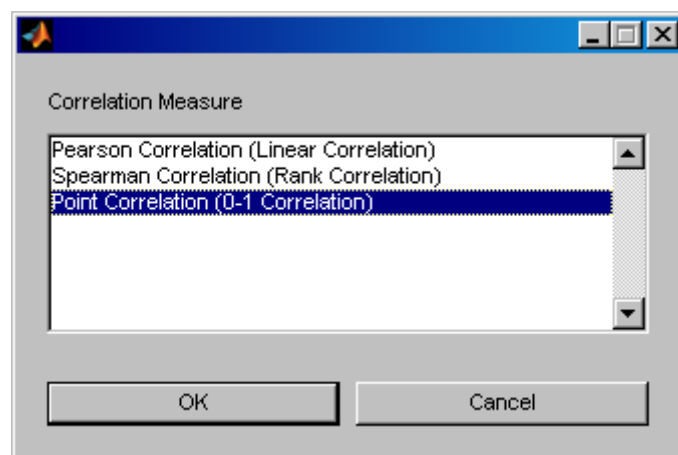 Correlation Measure
Pearson Correlation (Linear Correlation)
Spearman Correlation (Rank Correlation)
Point Correlation (0-1 Correlation)
OK
Cancel